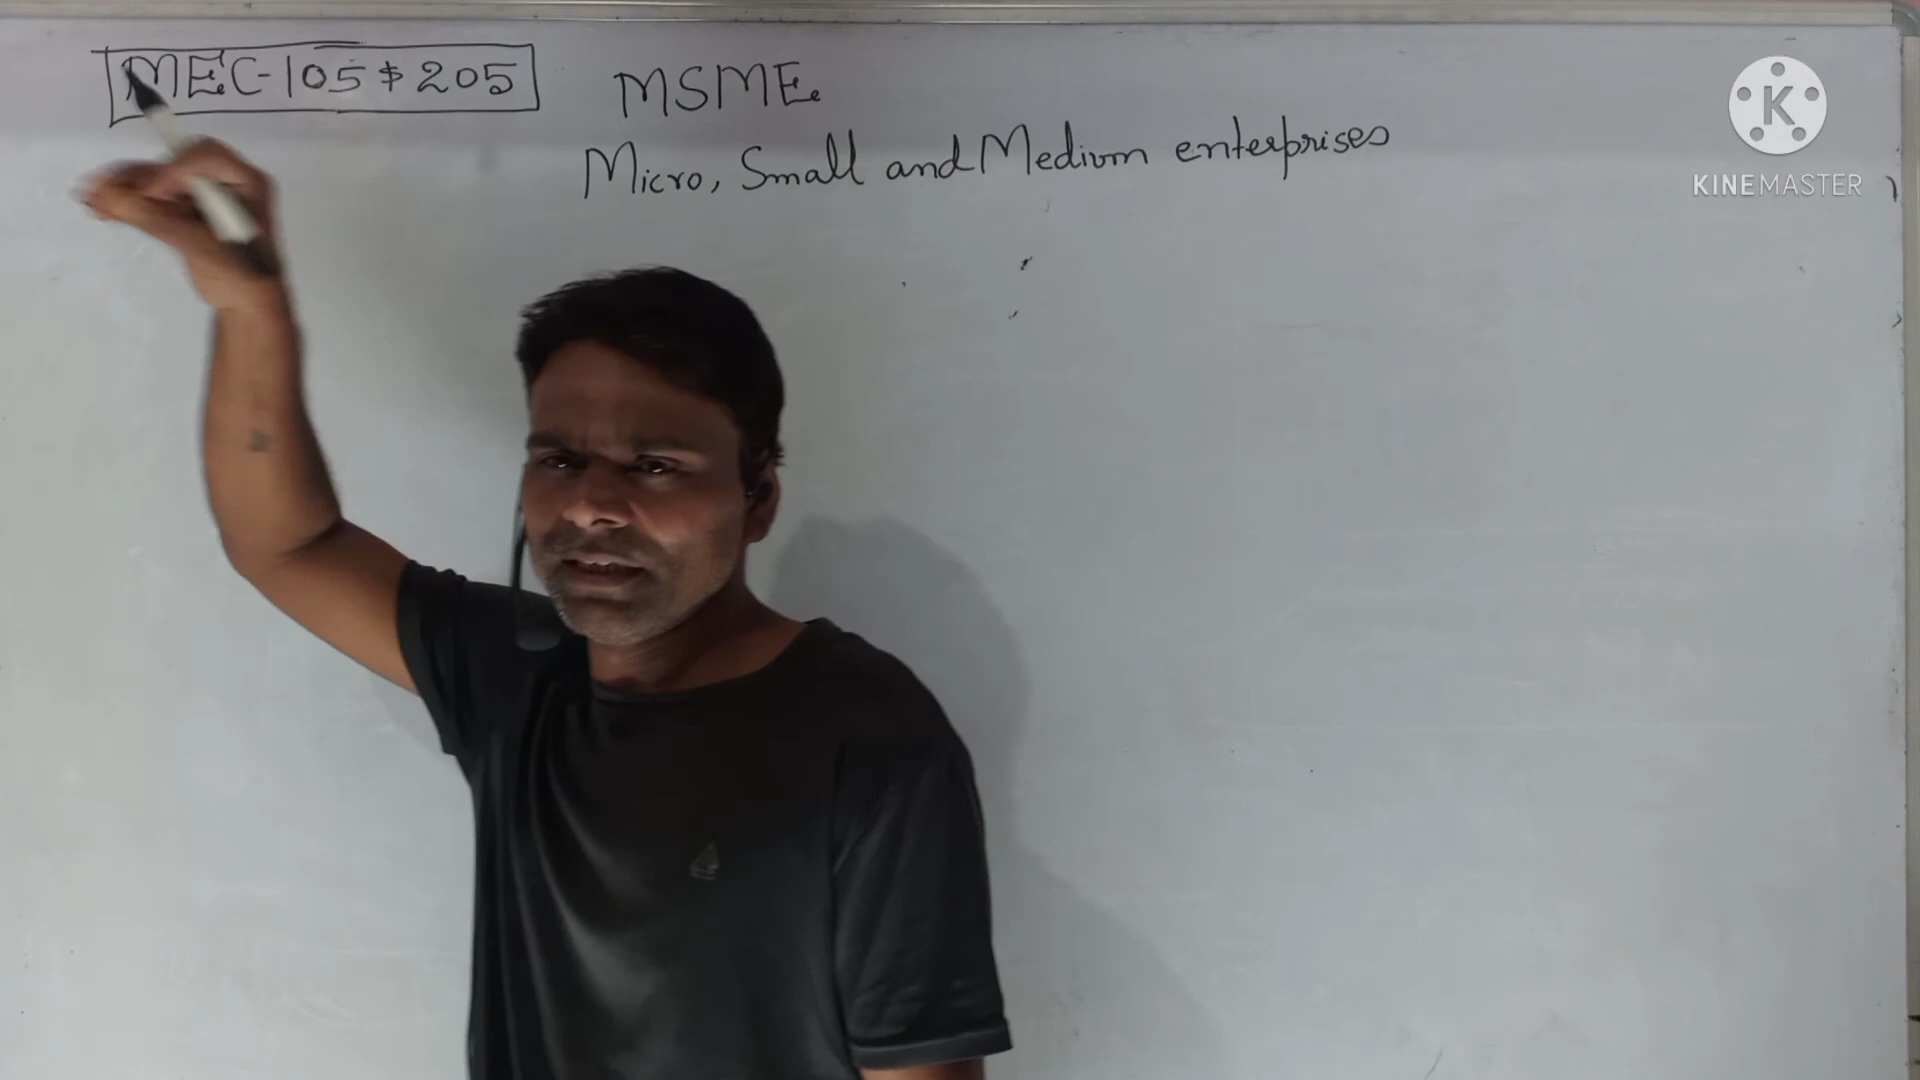 MEC-105 & 205
MSME.
Micro, Small and Medium enterprises
K
KINEMASTER